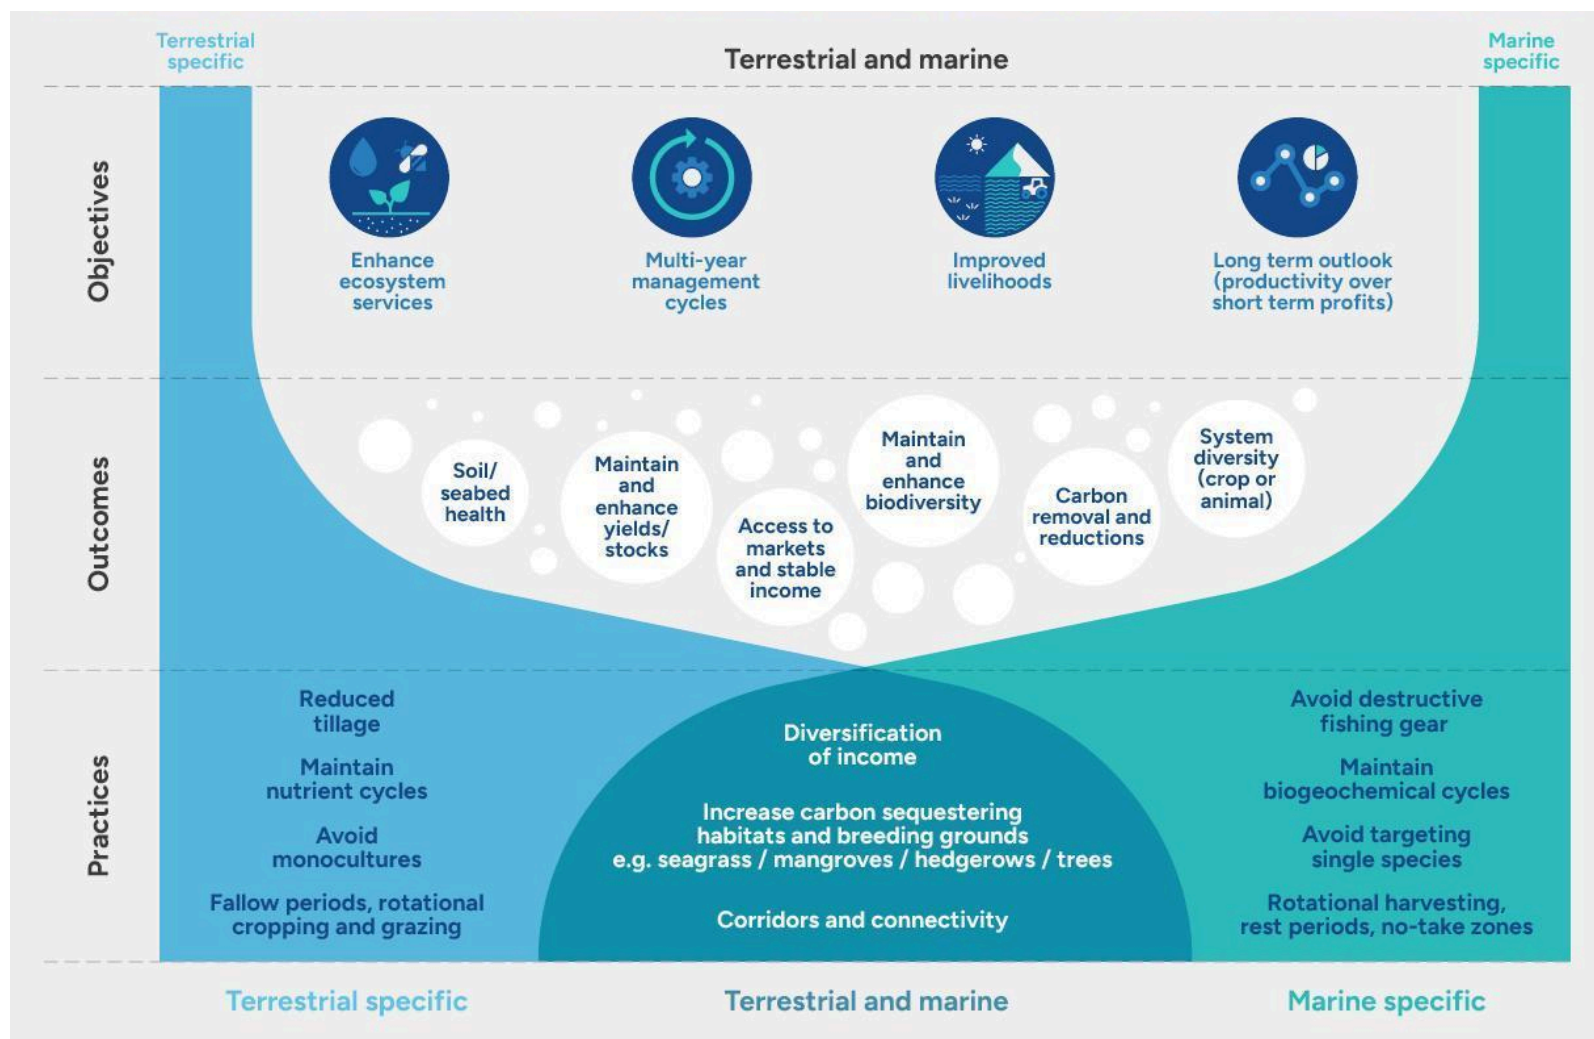 Terrestrial
specific
Terrestrial and marine
Marine
specific
Objectives
Enhance
ecosystem
services
Multi-year
management
cycles
Improved
livelihoods
Long term outlook
(productivity over
short term profits)
Outcomes
Soil/
seabed
health
Maintain
and
enhance
yields/
stocks
Access to
markets
and stable
income
Maintain
and
enhance
biodiversity
Carbon
removal and
reductions
System
diversity
(crop or
animal)
Practices
Reduced
tillage
Maintain
nutrient cycles
Avoid
monocultures
Fallow periods, rotational
cropping and grazing
Diversification
of income
Increase carbon sequestering
habitats and breeding grounds
e.g. seagrass / mangroves / hedgerows / trees
Corridors and connectivity
Avoid destructive
fishing gear
Maintain
biogeochemical cycles
Avoid targeting
single species
Rotational harvesting,
rest periods, no-take zones
Terrestrial specific
Terrestrial and marine
Marine specific